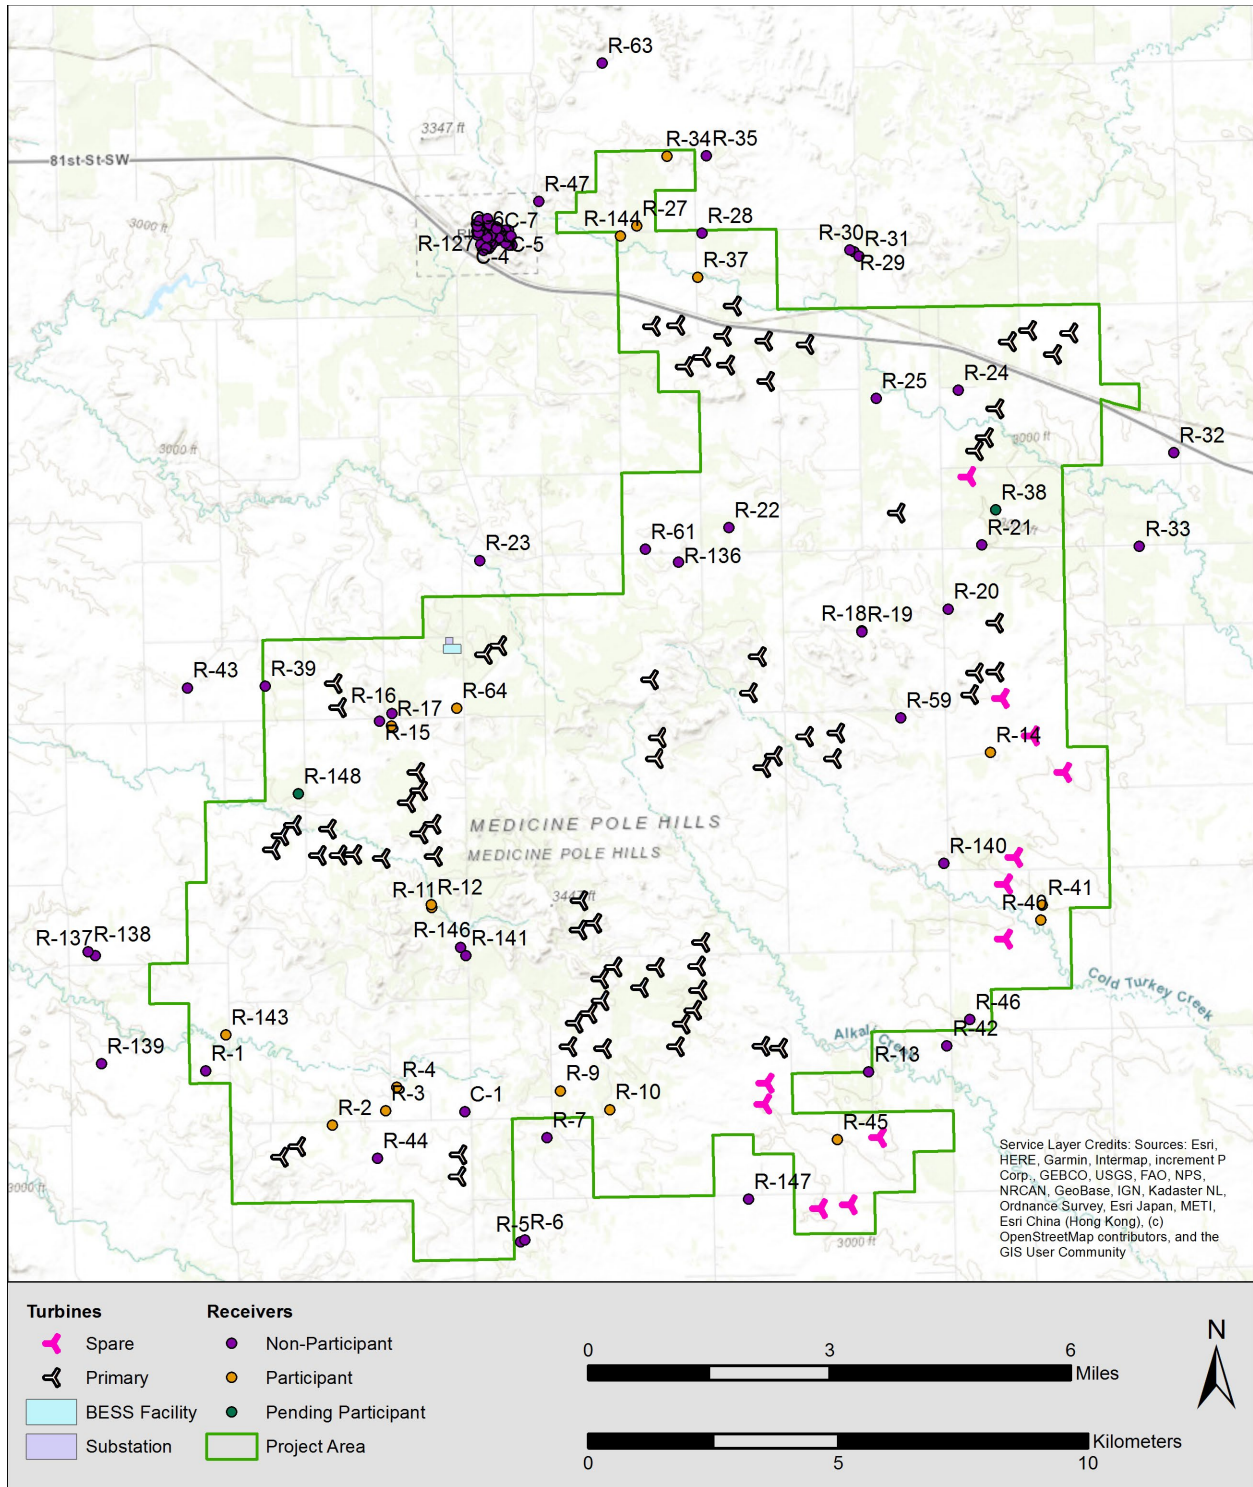 R-63
3347 ft
81st-St-SW
R-34
R-35
R-47
3000 ft
R-27
R-144
R-28
C-6
C-7
R-127
C-5
C-4
R-30
R-31
R-29
R-37
R-24
R-25
3000 ft
3000 ft
R-32
R-38
R-22
R-21
R-33
R-61
R-136
R-23
R-20
R-18
R-19
R-43
R-39
R-16
R-64
R-17
R-15
R-59
R-14
R-148
MEDICINE POLE HILLS
MEDICINE POLE HILLS
R-140
R-11
R-12
3447 ft
R-41
R-40
R-137
R-138
R-146
R-141
Cold Turkey Creek
R-46
R-143
Alkali Creek
R-42
R-139
R-1
R-13
R-4
R-3
R-9
R-2
C-1
R-10
R-45
R-7
R-44
3000 ft
R-147
R-5
R-6
3000 ft
Service Layer Credits: Sources: Esri,
HERE, Garmin, Intermap, increment P
Corp., GEBCO, USGS, FAO, NPS,
NRCAN, GeoBase, IGN, Kadaster NL,
Ordnance Survey, Esri Japan, METI,
Esri China (Hong Kong), (c)
OpenStreetMap contributors, and the
GIS User Community
Turbines
Spare
Primary
BESS Facility
Substation
Receivers
Non-Participant
Participant
Pending Participant
Project Area
0 3 6
Miles
Kilometers
0 5 10
N